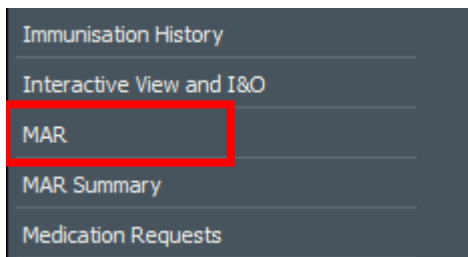 Immunisation History
Interactive View and I&O
MAR
MAR Summary
Medication Requests